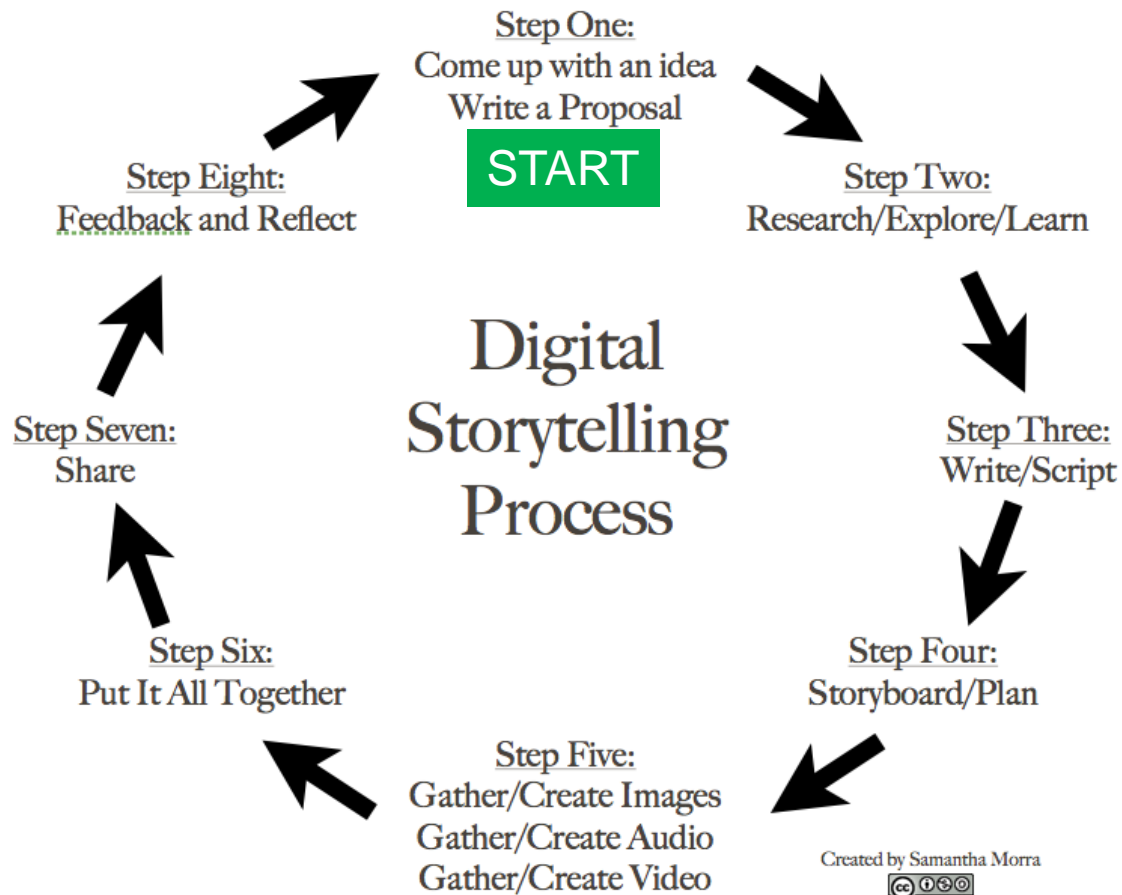 Step One:
Come up with an idea
Write a Proposal
START
Step Two:
Research/Explore/Learn
Step Three:
Write/Script
Step Four:
Storyboard/Plan
Step Five:
Gather/Create Images
Gather/Create Audio
Gather/Create Video
Step Six:
Put It All Together
Step Seven:
Share
Step Eight:
Feedback and Reflect
Digital
Storytelling
Process
Created by Samantha Morra
cc